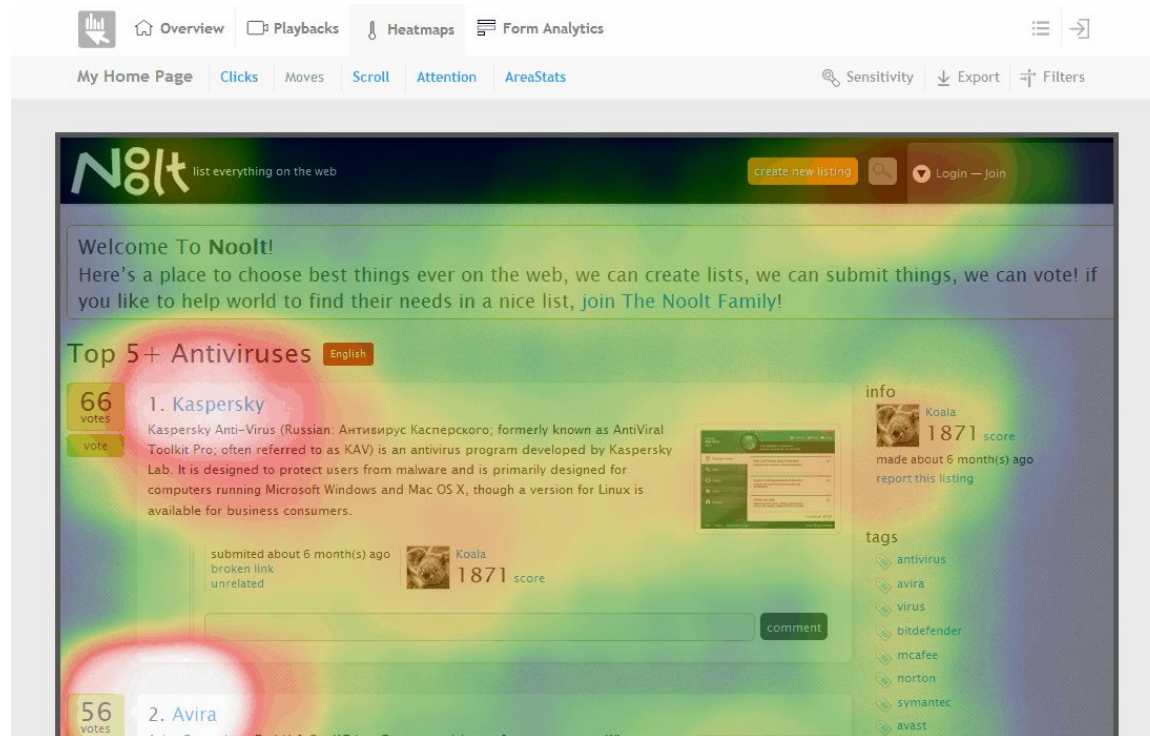 Overview Playbacks Heatmaps Form Analytics
My Home Page Clicks Moves Scroll Attention AreaStats Sensitivity Export Filters
Noolt list everything on the web create new listing Login — Join
Welcome To Noolt!
Here's a place to choose best things ever on the web, we can create lists, we can submit things, we can vote! if
you like to help world to find their needs in a nice list, join The Noolt Family!
Top 5+ Antiviruses English
66
votes
vote
1. Kaspersky
Kaspersky Anti-Virus (Russian: Антивирус Касперского; formerly known as AntiViral
Toolkit Pro; often referred to as KAV) is an antivirus program developed by Kaspersky
Lab. It is designed to protect users from malware and is primarily designed for
computers running Microsoft Windows and Mac OS X, though a version for Linux is
available for business consumers.
submited about 6 month(s) ago
broken link
unrelated
Koala
1871 score
comment
info
Koala
1871 score
made about 6 month(s) ago
report this listing
tags
antivirus
avira
virus
bitdefender
mcafee
norton
symantec
avast
56
votes
2. Avira